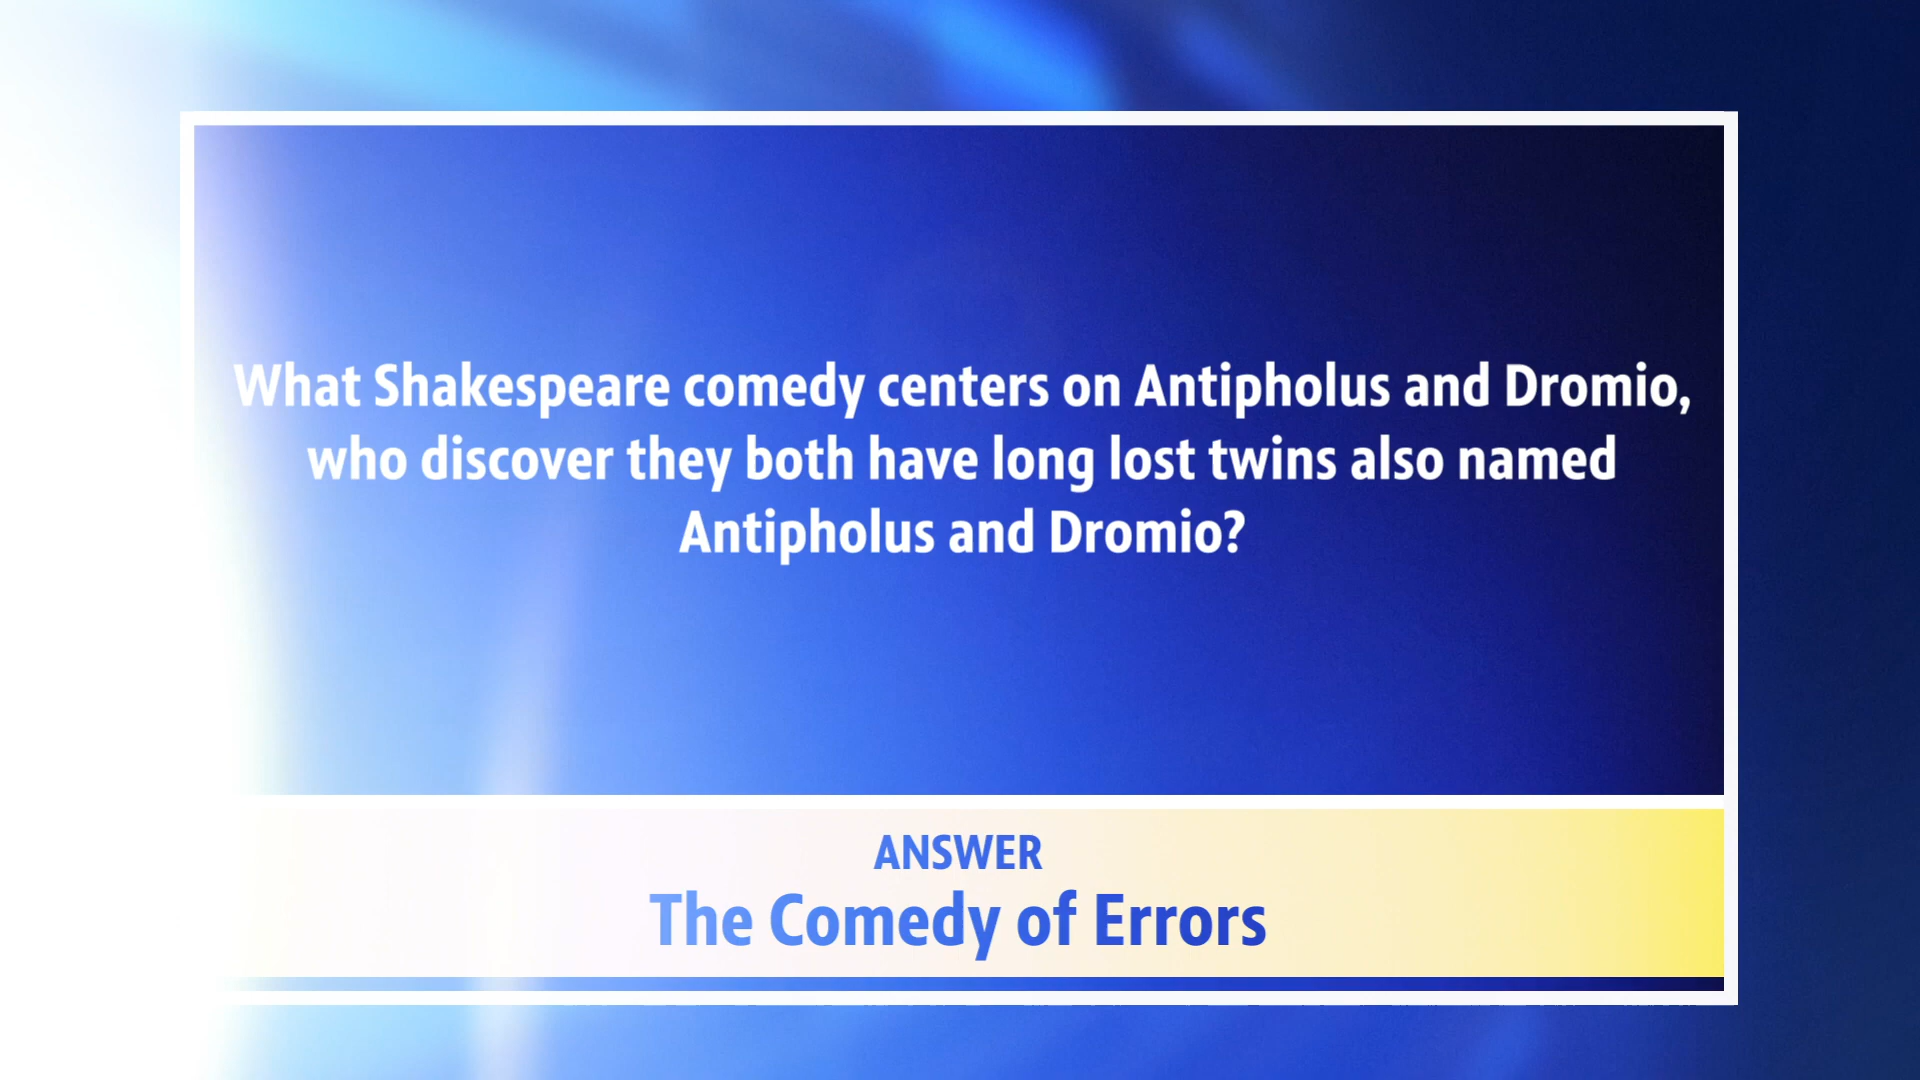 What Shakespeare comedy centers on Antipholus and Dromio,
who discover they both have long lost twins also named
Antipholus and Dromio?
ANSWER
The Comedy of Errors